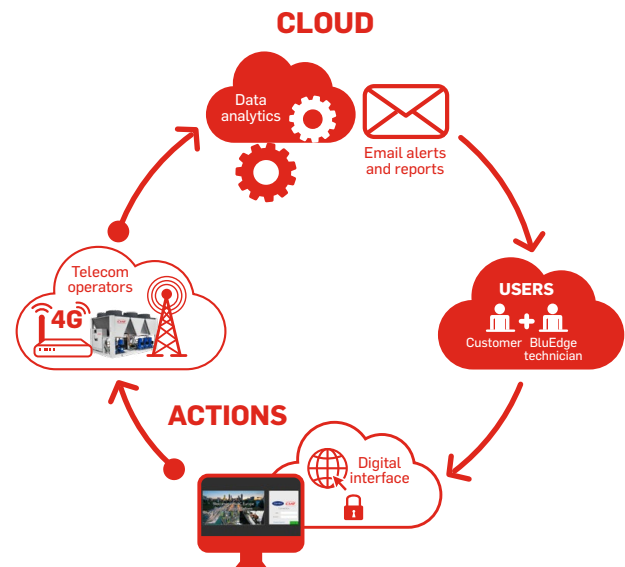 CLOUD
Data
analytics
Email alerts
and reports
Telecom
operators
4G
USERS
Customer
BluEdge
technician
ACTIONS
Digital
interface